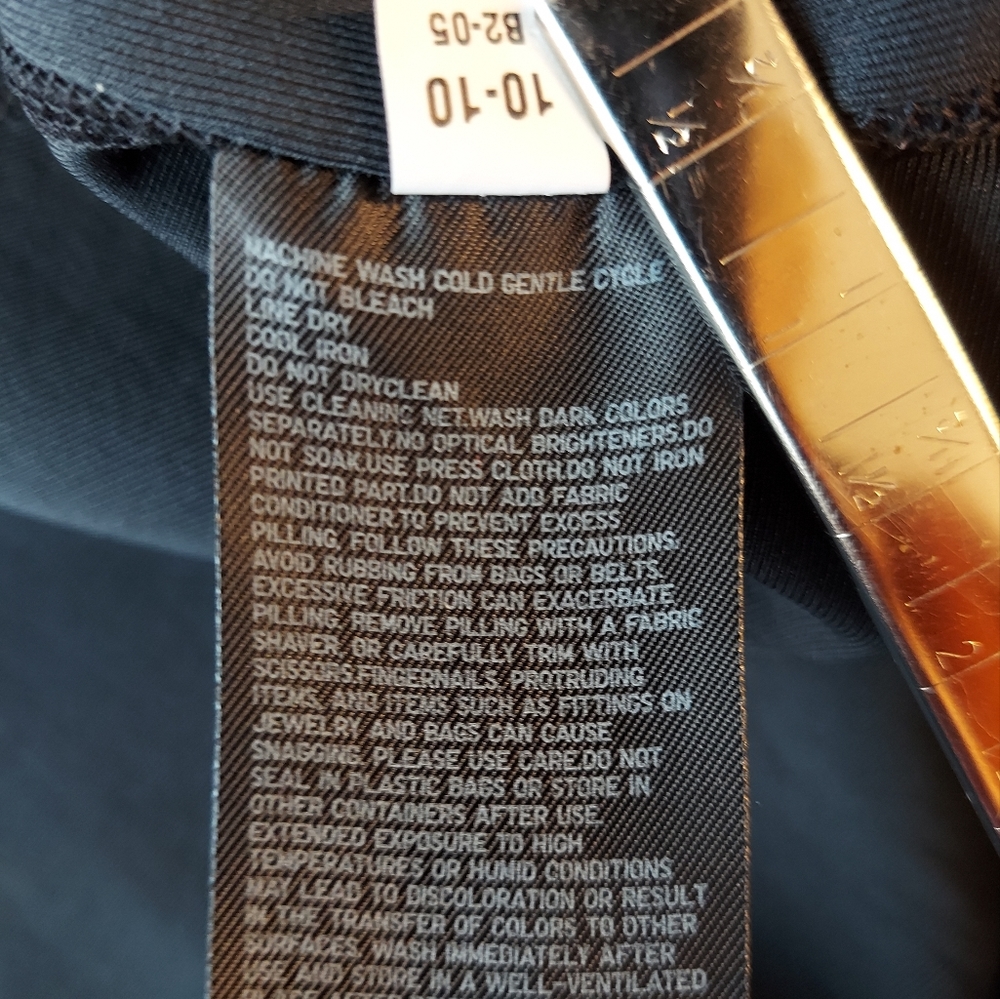 B2-05
10-10
MACHINE WASH COLD GENTLE CYCLE
DO NOT BLEACH
LINE DRY
COOL IRON
DO NOT DRYCLEAN
USE CLEANING NET.WASH DARK COLORS
SEPARATELY.NO OPTICAL BRIGHTENERS.DO
NOT SOAK.USE PRESS CLOTH.DO NOT IRON
PRINTED PART.DO NOT ADD FABRIC
CONDITIONER.TO PREVENT EXCESS
PILLING, FOLLOW THESE PRECAUTIONS.
AVOID RUBBING FROM BAGS OR BELTS.
EXCESSIVE FRICTION CAN EXACERBATE
PILLING, REMOVE PILLING WITH A FABRIC
SHAVER, OR CAREFULLY TRIM WITH
SCISSORS.FINGERNAILS, PROTRUDING
ITEMS, AND ITEMS SUCH AS FITTINGS ON
JEWELRY AND BAGS CAN CAUSE
SNAGGING. PLEASE USE CARE.DO NOT
SEAL IN PLASTIC BAGS OR STORE IN
OTHER CONTAINERS AFTER USE.
EXTENDED EXPOSURE TO HIGH
TEMPERATURES OR HUMID CONDITIONS
MAY LEAD TO DISCOLORATION OR RESULT
IN THE TRANSFER OF COLORS TO OTHER
SURFACES. WASH IMMEDIATELY AFTER
USE AND STORE IN A WELL-VENTILATED
1/2
1/2
2